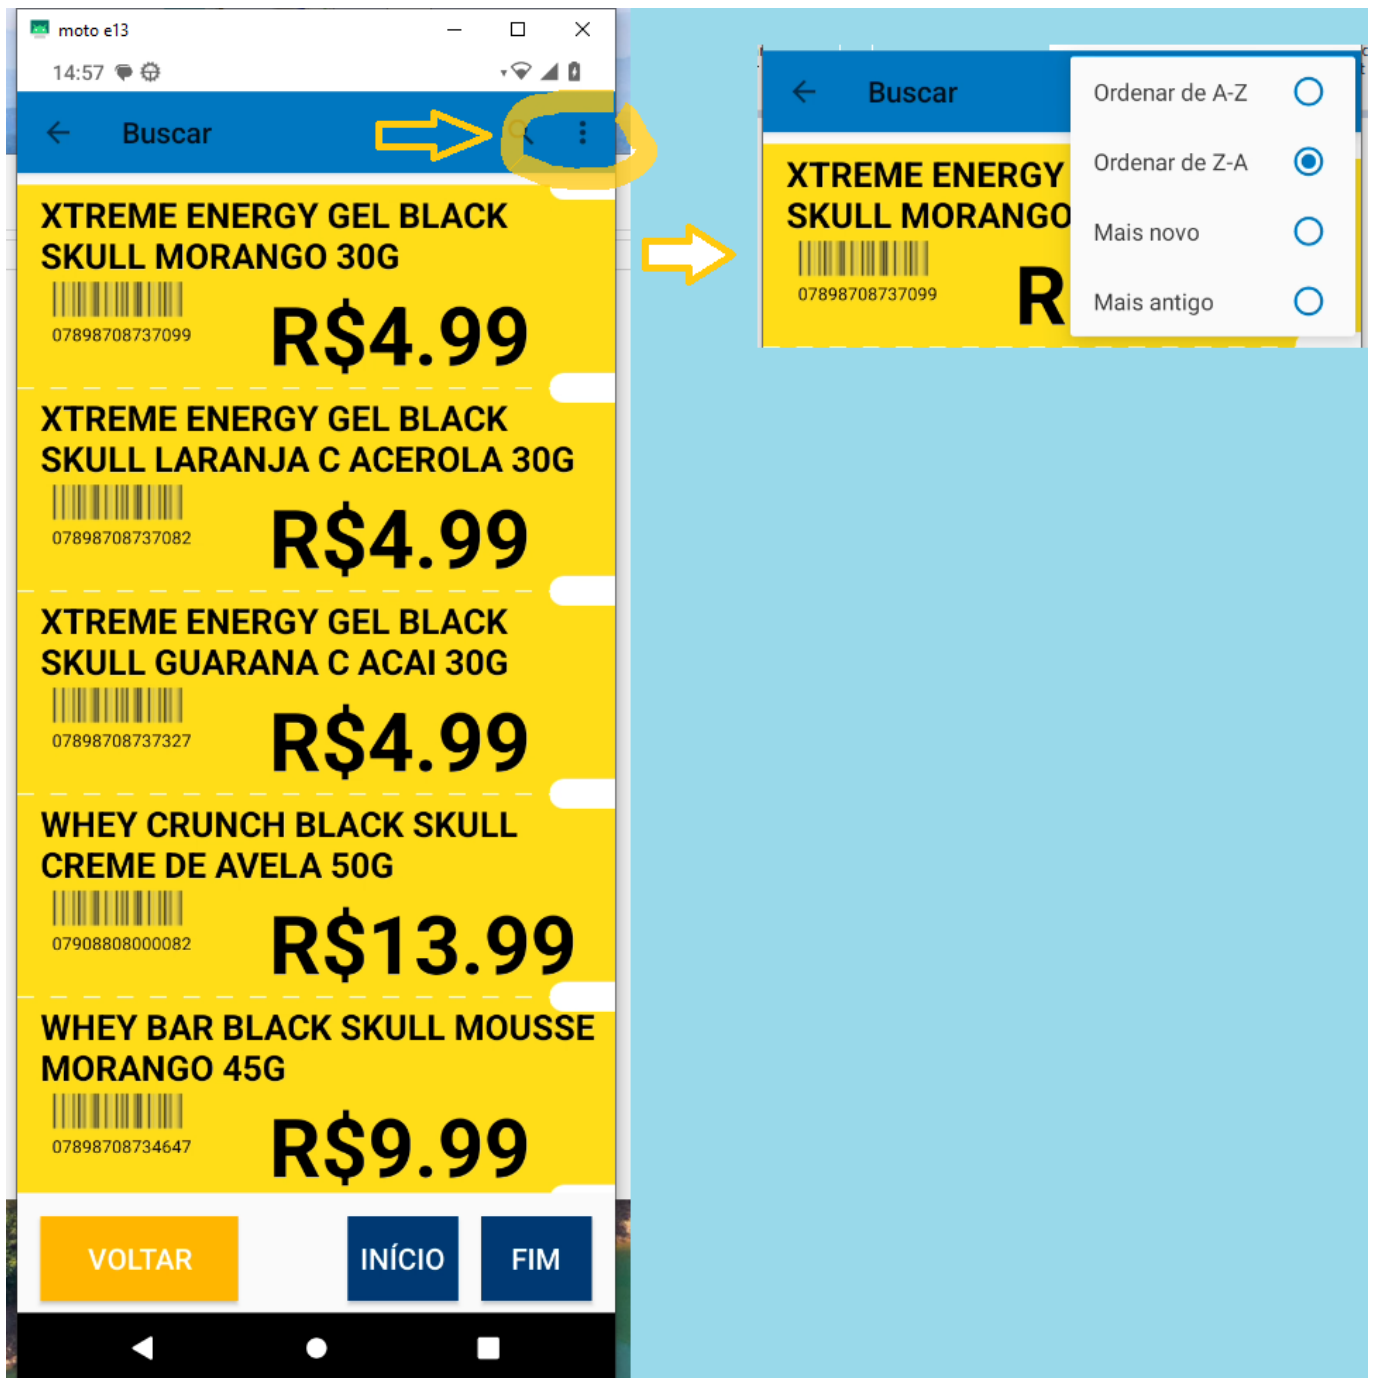 moto e13
14:57
Buscar
XTREME ENERGY GEL BLACK
SKULL MORANGO 30G
07898708737099
R$4.99
XTREME ENERGY GEL BLACK
SKULL LARANJA C ACEROLA 30G
07898708737082
R$4.99
XTREME ENERGY GEL BLACK
SKULL GUARANA C ACAI 30G
07898708737327
R$4.99
WHEY CRUNCH BLACK SKULL
CREME DE AVELA 50G
07908808000082
R$13.99
WHEY BAR BLACK SKULL MOUSSE
MORANGO 45G
07898708734647
R$9.99
VOLTAR
INÍCIO
FIM
Buscar
XTREME ENERGY
SKULL MORANGO
07898708737099
R
Ordenar de A-Z
Ordenar de Z-A
Mais novo
Mais antigo